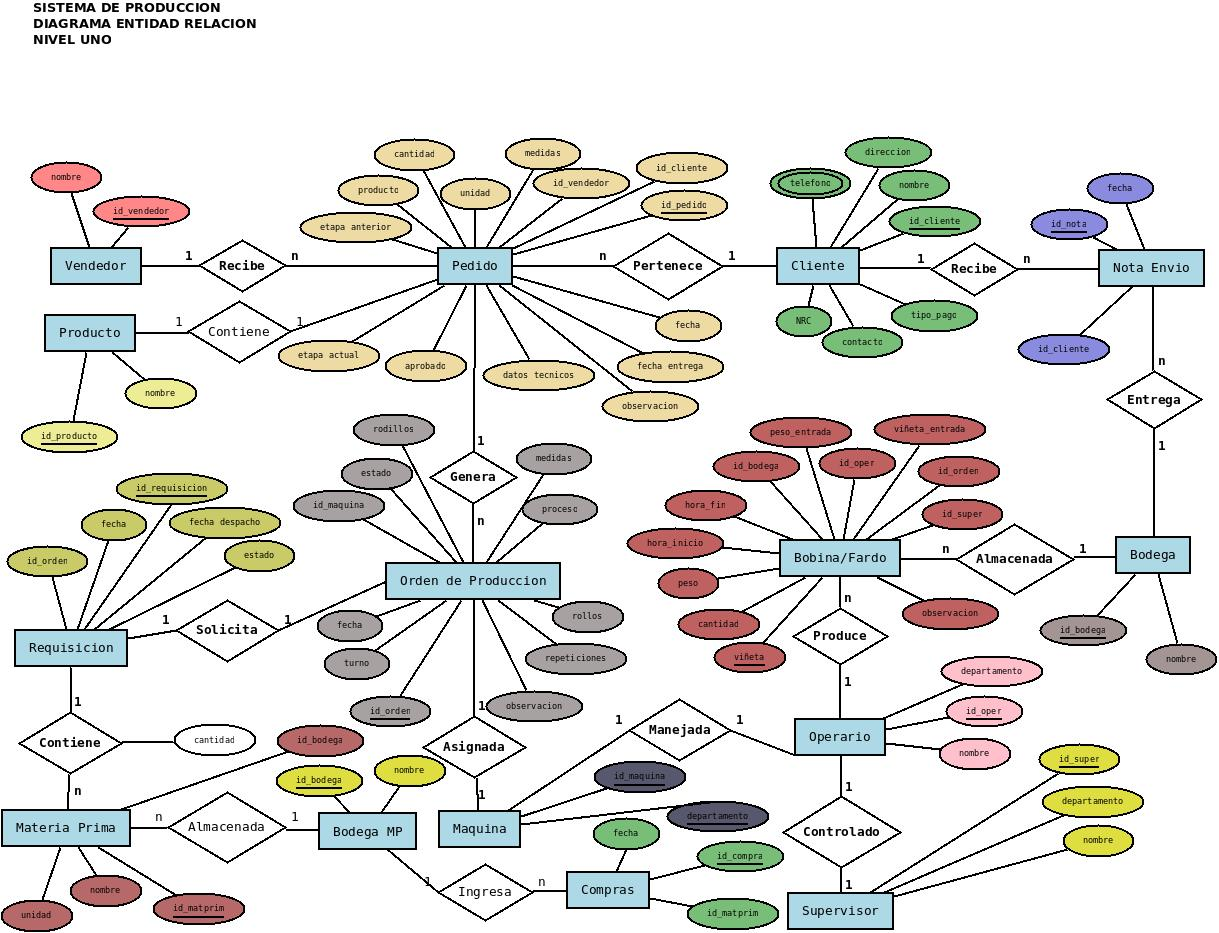 SISTEMA DE PRODUCCION
DIAGRAMA ENTIDAD RELACION
NIVEL UNO
nombre
id_vendedor
Vendedor
1
Recibe
n
cantidad
medidas
id_cliente
producto
unidad
id_vendedor
id_pedido
etapa anterior
Pedido
n
Pertenece
1
direccion
telefono
nombre
id_cliente
Cliente
1
Recibe
n
fecha
id_nota
Nota Envio
Producto
1
Contiene
1
nombre
id_producto
etapa actual
aprobado
datos tecnicos
fecha
fecha entrega
observacion
NRC
contacto
tipo_pago
id_cliente
n
Entrega
1
1
Genera
n
rodillos
estado
id_maquina
medidas
proceso
id_requisicion
fecha
fecha despacho
id_orden
estado
Requisicion
1
Solicita
1
Orden de Produccion
fecha
turno
id_orden
rollos
repeticiones
observacion
peso_entrada
viñeta_entrada
id_bodega
id_oper
id_orden
hora_fin
id_super
hora_inicio
Bobina/Fardo
n
Almacenada
1
Bodega
peso
cantidad
viñeta
observacion
id_bodega
nombre
n
Produce
1
departamento
id_oper
nombre
Operario
1
Manejada
1
1
Asignada
1
1
Contiene
n
cantidad
id_bodega
id_bodega
nombre
id_maquina
departamento
Materia Prima
n
Almacenada
1
Bodega MP
Maquina
unidad
nombre
id_matprim
1
Ingresa
n
Compras
fecha
id_compra
id_matprim
1
Controlado
1
Supervisor
id_super
departamento
nombre